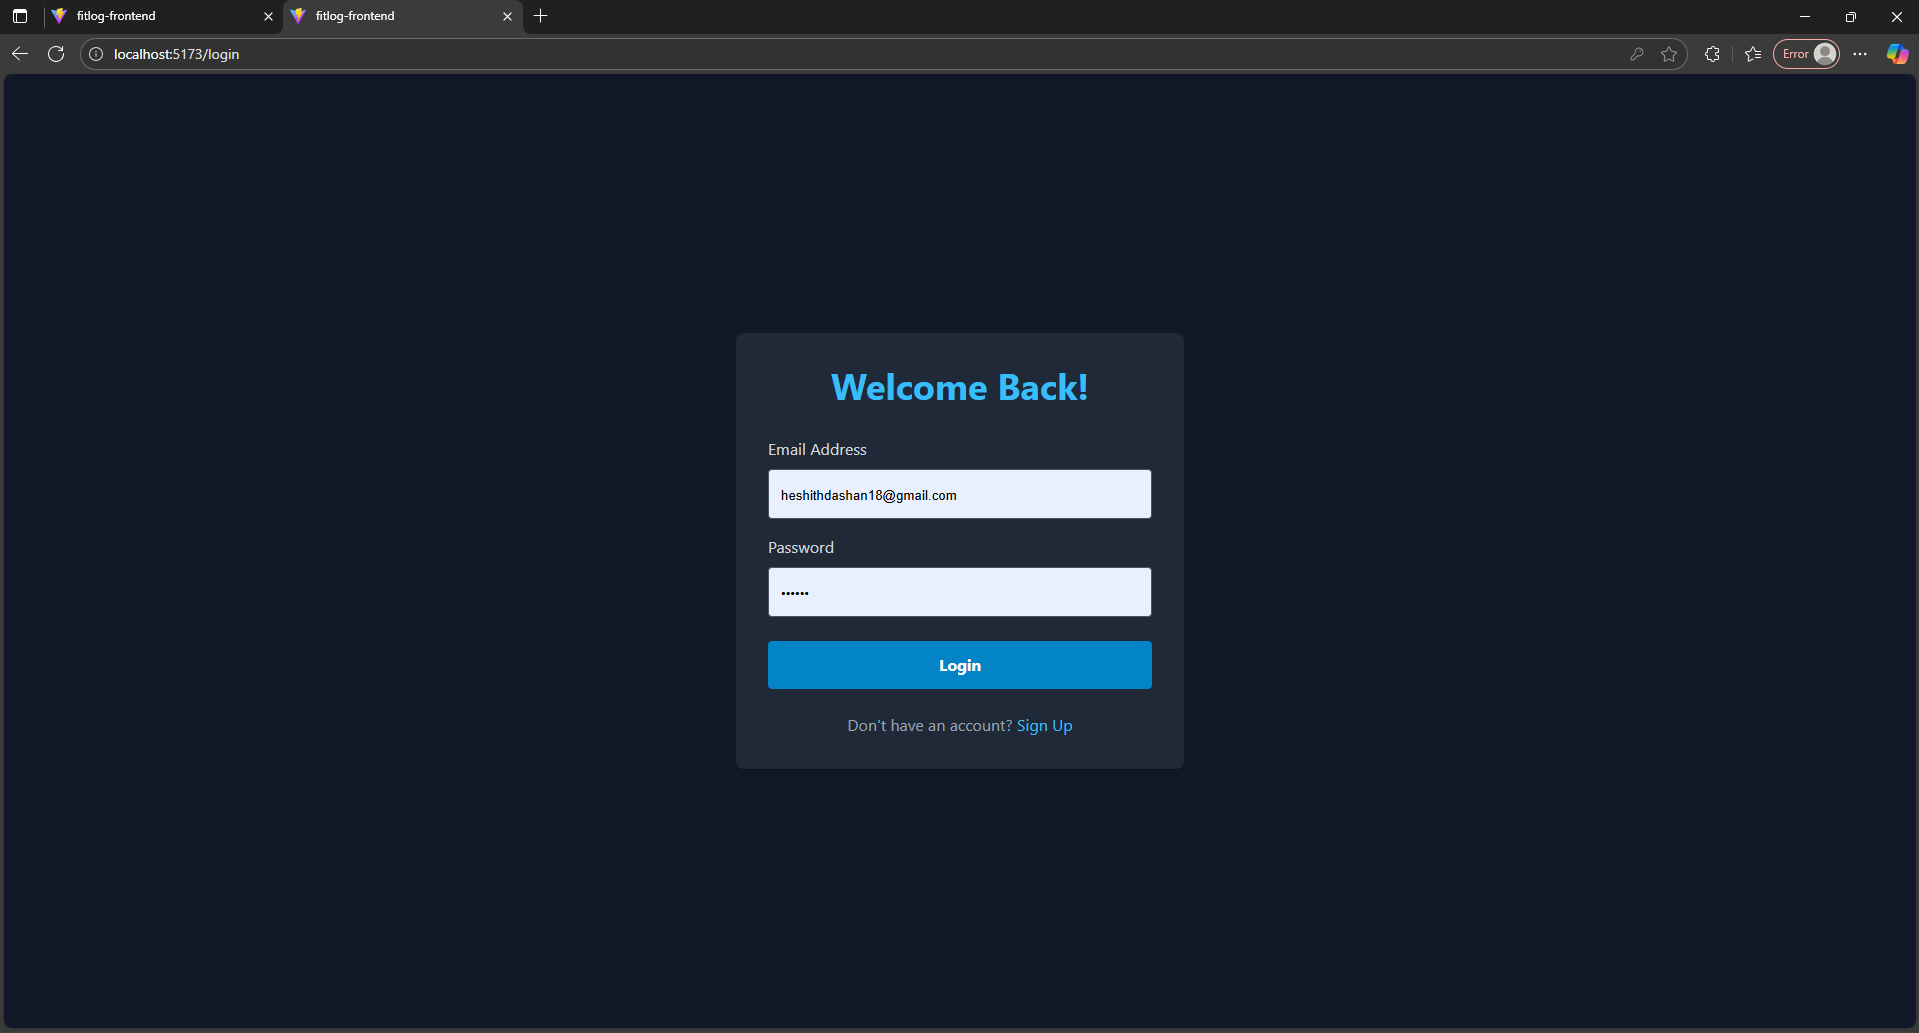 fitlog-frontend
fitlog-frontend
localhost:5173/login
Error
Welcome Back!
Email Address
heshithdashan18@gmail.com
Password
••••••
Login
Don't have an account? Sign Up